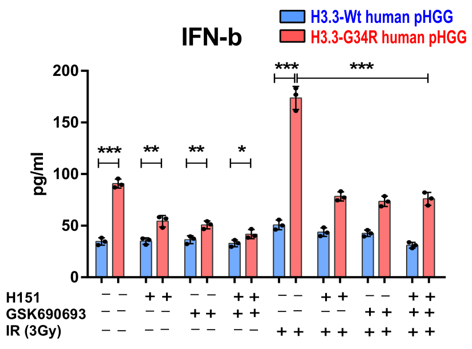 H3.3-Wt human pHGG
H3.3-G34R human pHGG
IFN-b
*** ** ** * *** ***
200
150
100
50
0
pg/ml
H151 − − + + − − + + − − + + − − + +
GSK690693 − − − − + + + + − − − − + + + +
IR (3Gy) − − − − − − − − + + + + + + + +